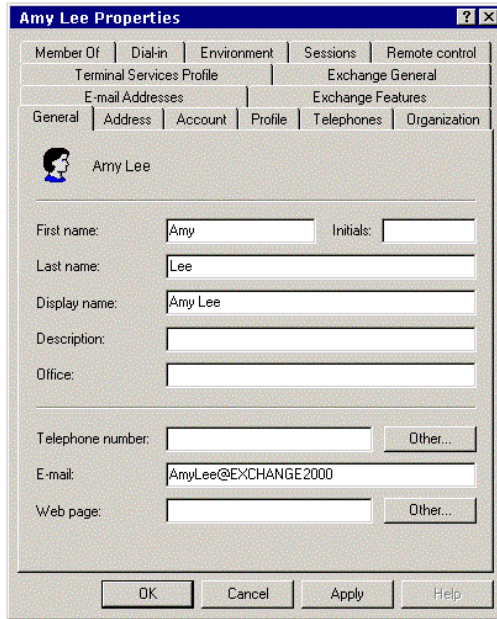 Amy Lee Properties
Member Of Dial-in Environment Sessions Remote control
Terminal Services Profile Exchange General
E-mail Addresses Exchange Features
General Address Account Profile Telephones Organization
Amy Lee
First name: Amy Initials:
Last name: Lee
Display name: Amy Lee
Description:
Office:
Telephone number: Other...
E-mail: AmyLee@EXCHANGE2000
Web page: Other...
OK Cancel Apply Help